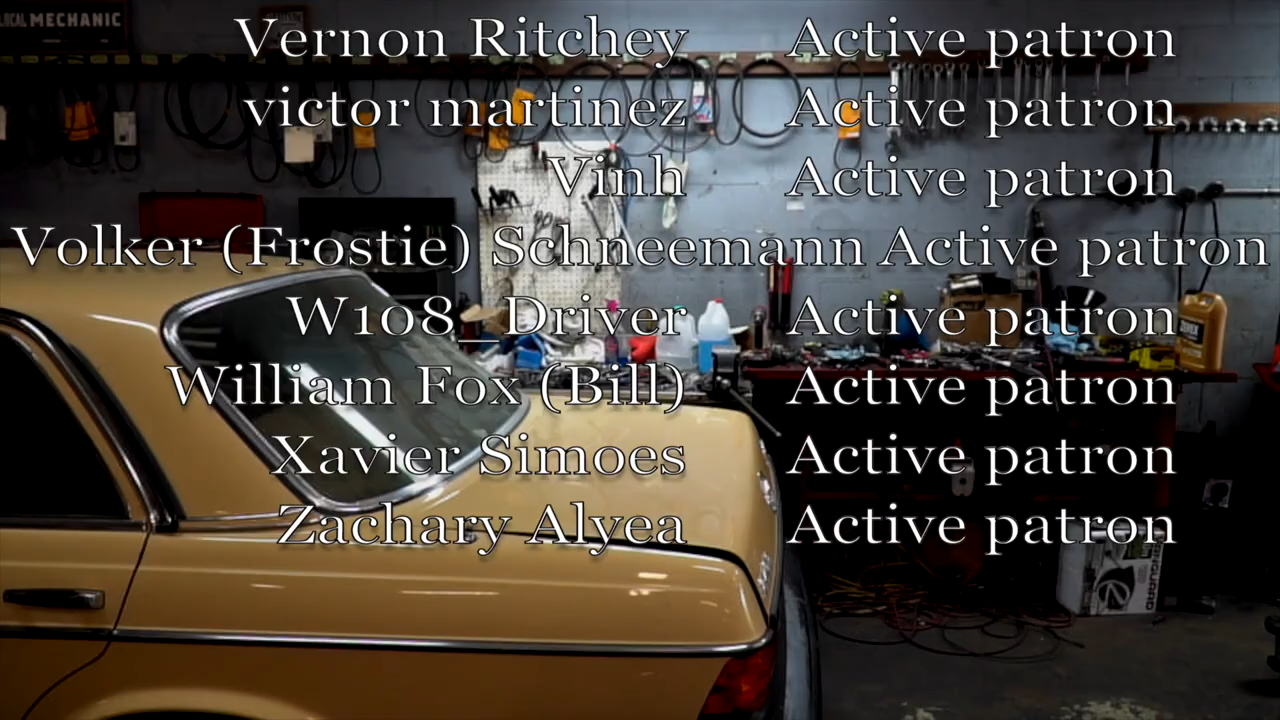 LOCAL MECHANIC
Vernon Ritchey Active patron
victor martinez Active patron
Vinh Active patron
Volker (Frostie) Schneemann Active patron
W108_Driver Active patron
William Fox (Bill) Active patron
Xavier Simoes Active patron
Zachary Alyea Active patron